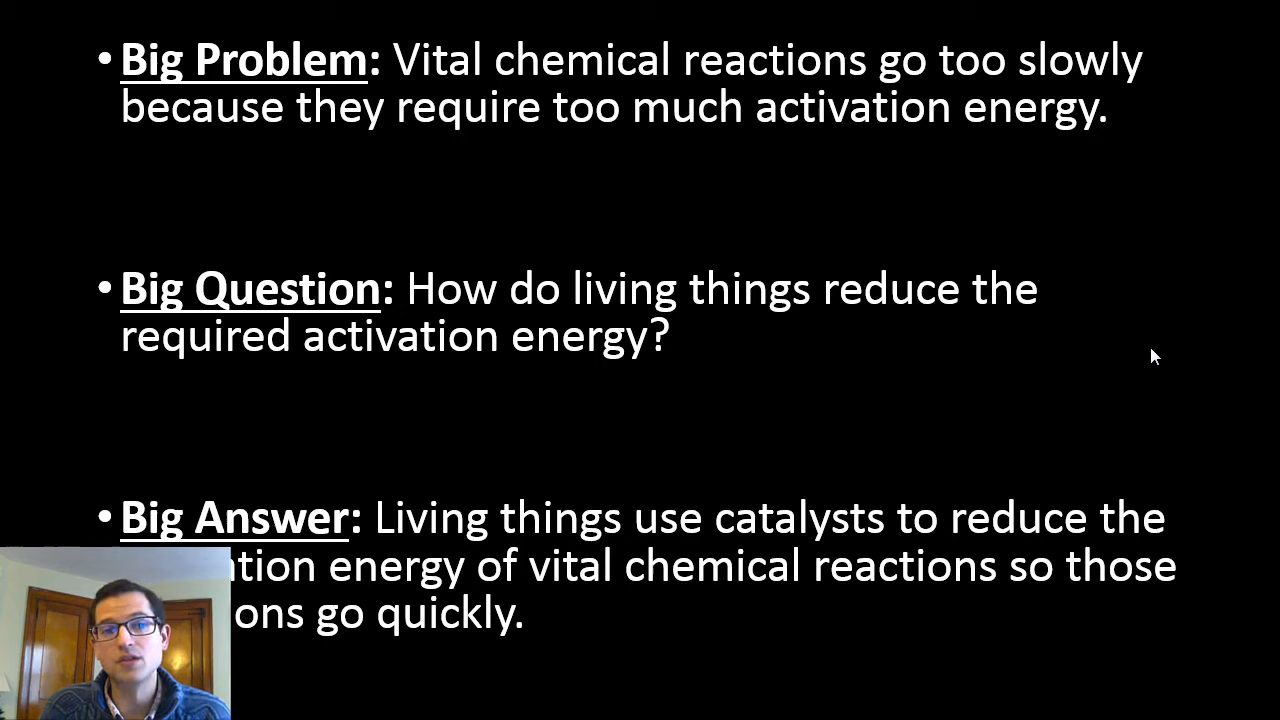 • Big Problem: Vital chemical reactions go too slowly
because they require too much activation energy.
• Big Question: How do living things reduce the
required activation energy?
• Big Answer: Living things use catalysts to reduce the
tion energy of vital chemical reactions so those
ons go quickly.